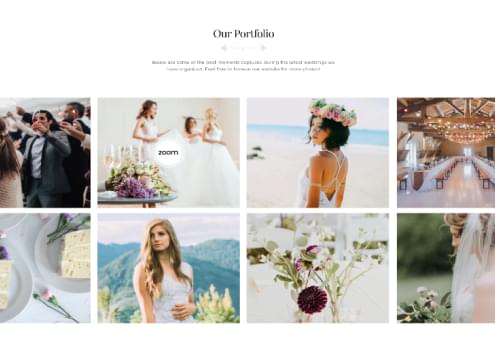 Our Portfolio
Below are some of the best moments captured during the latest weddings we
have organized. Feel free to browse our website for more photos!
zoom